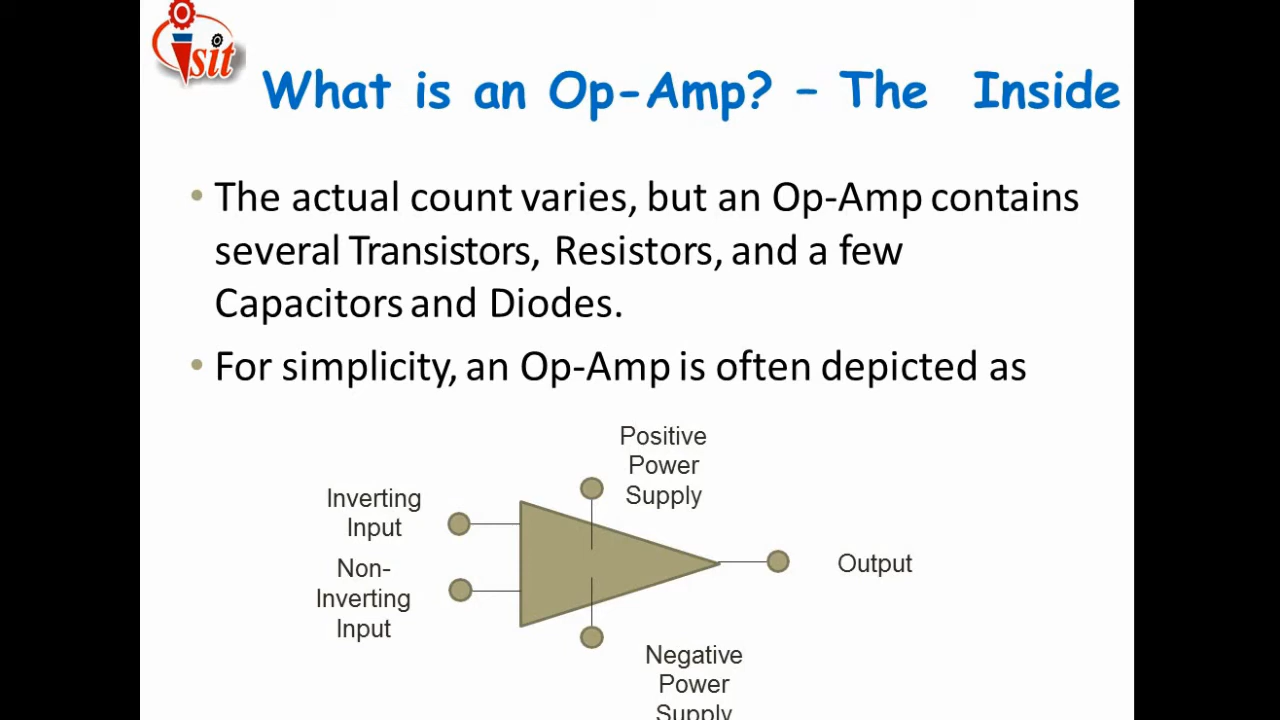 isit
What is an Op-Amp? – The Inside
• The actual count varies, but an Op-Amp contains
several Transistors, Resistors, and a few
Capacitors and Diodes.
• For simplicity, an Op-Amp is often depicted as
Positive
Power
Supply
Inverting
Input
Non-
Inverting
Input
Output
Negative
Power
Supply